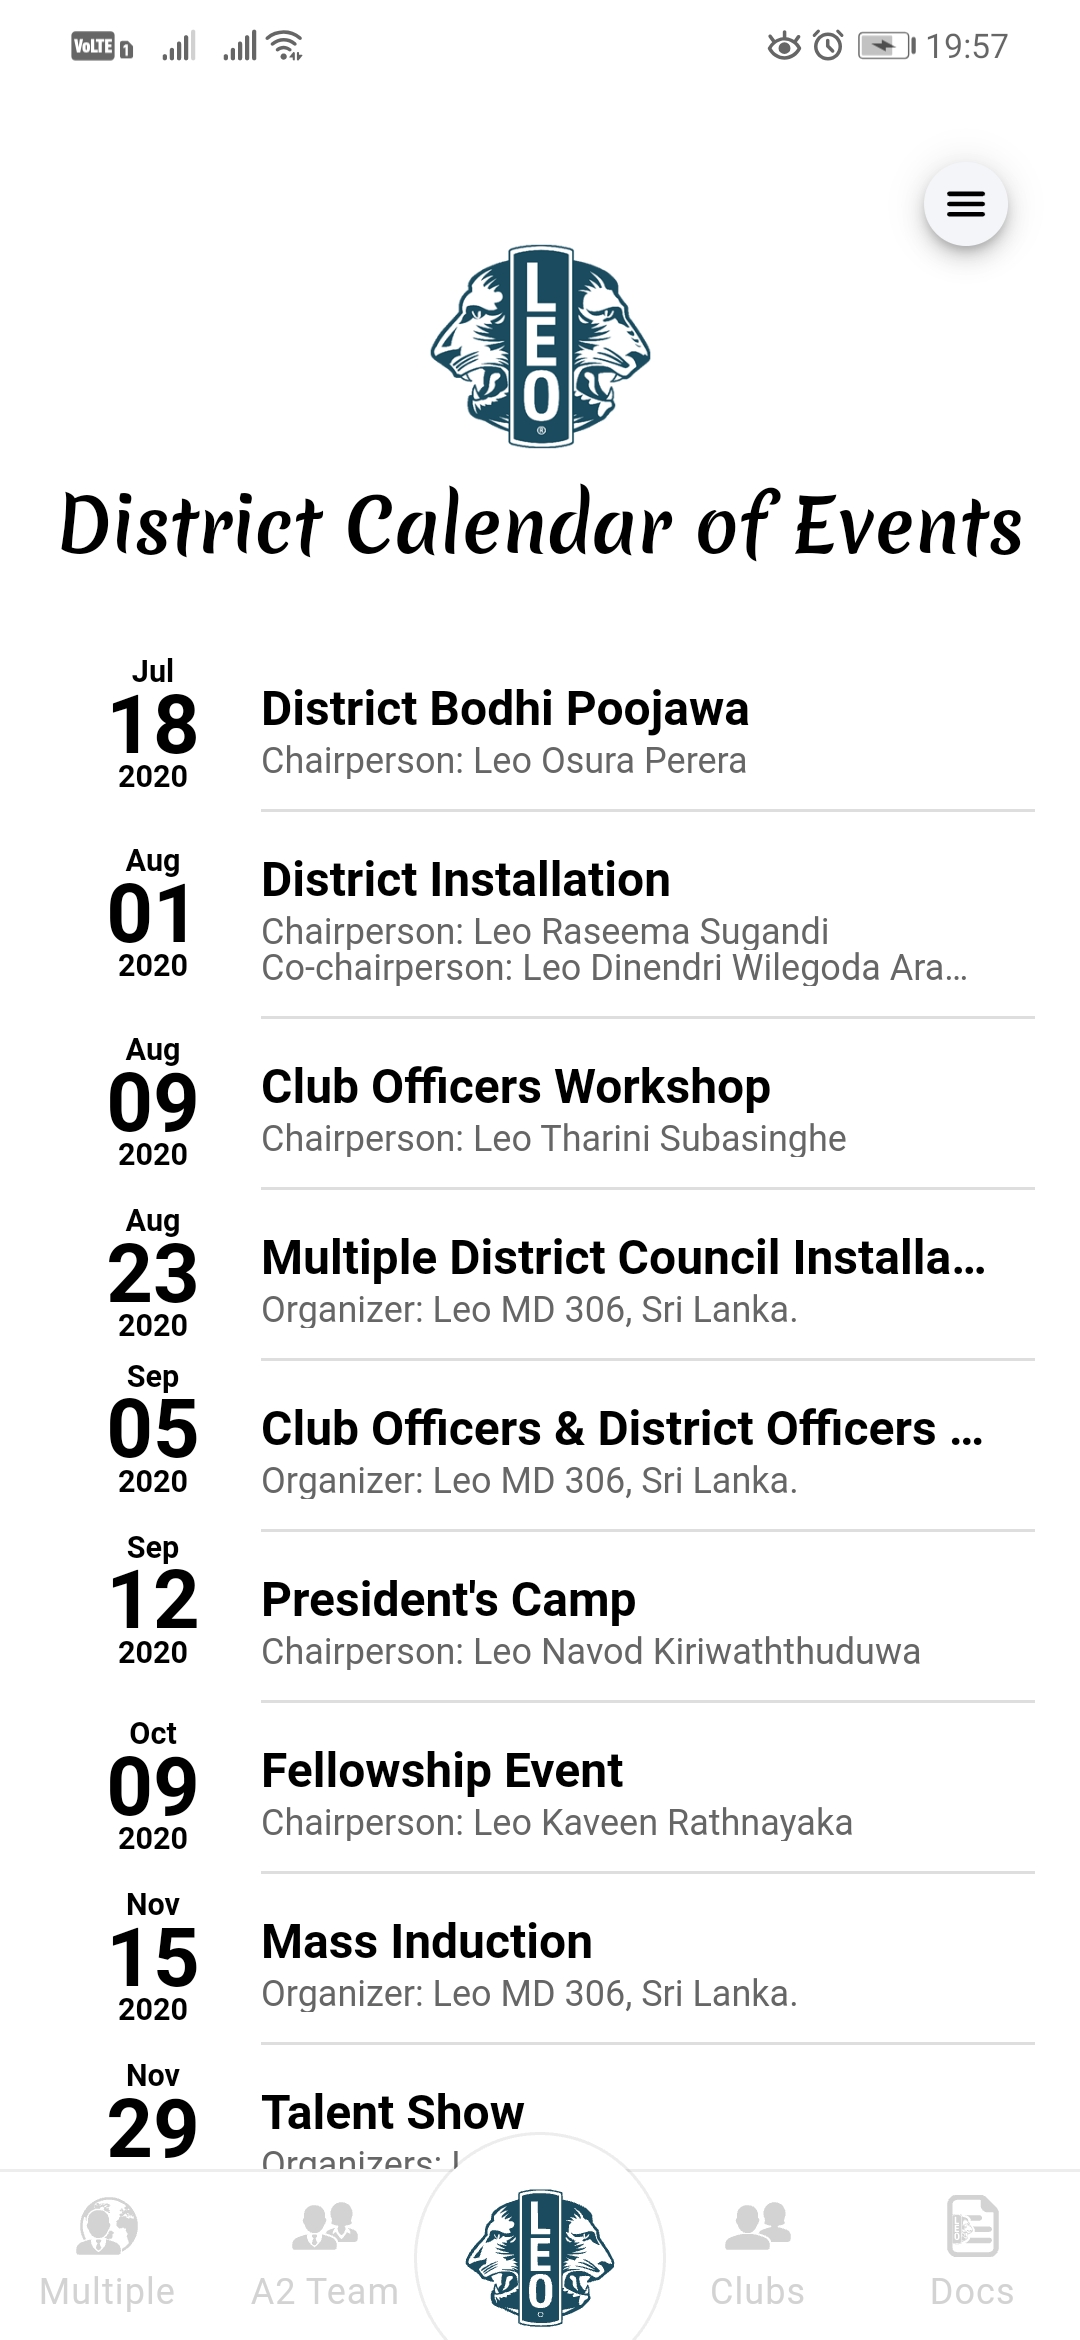 VoLTE 1 19:57
LEO
District Calendar of Events
Jul
18
2020
District Bodhi Poojawa
Chairperson: Leo Osura Perera
Aug
01
2020
District Installation
Chairperson: Leo Raseema Sugandi
Co-chairperson: Leo Dinendri Wilegoda Ara...
Aug
09
2020
Club Officers Workshop
Chairperson: Leo Tharini Subasinghe
Aug
23
2020
Multiple District Council Installa...
Organizer: Leo MD 306, Sri Lanka.
Sep
05
2020
Club Officers & District Officers ...
Organizer: Leo MD 306, Sri Lanka.
Sep
12
2020
President's Camp
Chairperson: Leo Navod Kiriwaththuduwa
Oct
09
2020
Fellowship Event
Chairperson: Leo Kaveen Rathnayaka
Nov
15
2020
Mass Induction
Organizer: Leo MD 306, Sri Lanka.
Nov
29
Talent Show
Organizers:
LEO
Multiple
A2 Team
Clubs
Docs